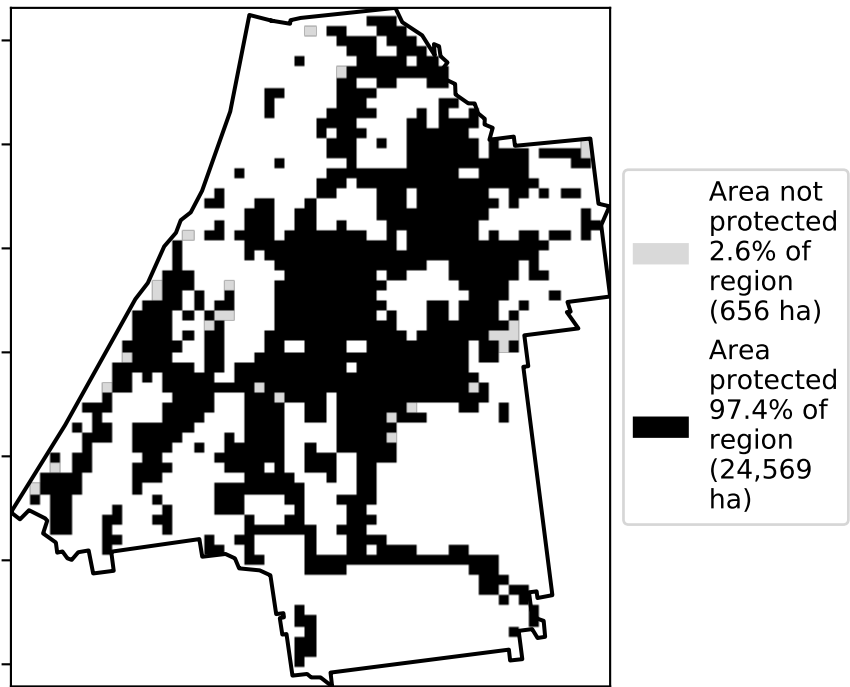 Area not
protected
2.6% of
region
(656 ha)
Area
protected
97.4% of
region
(24,569
ha)